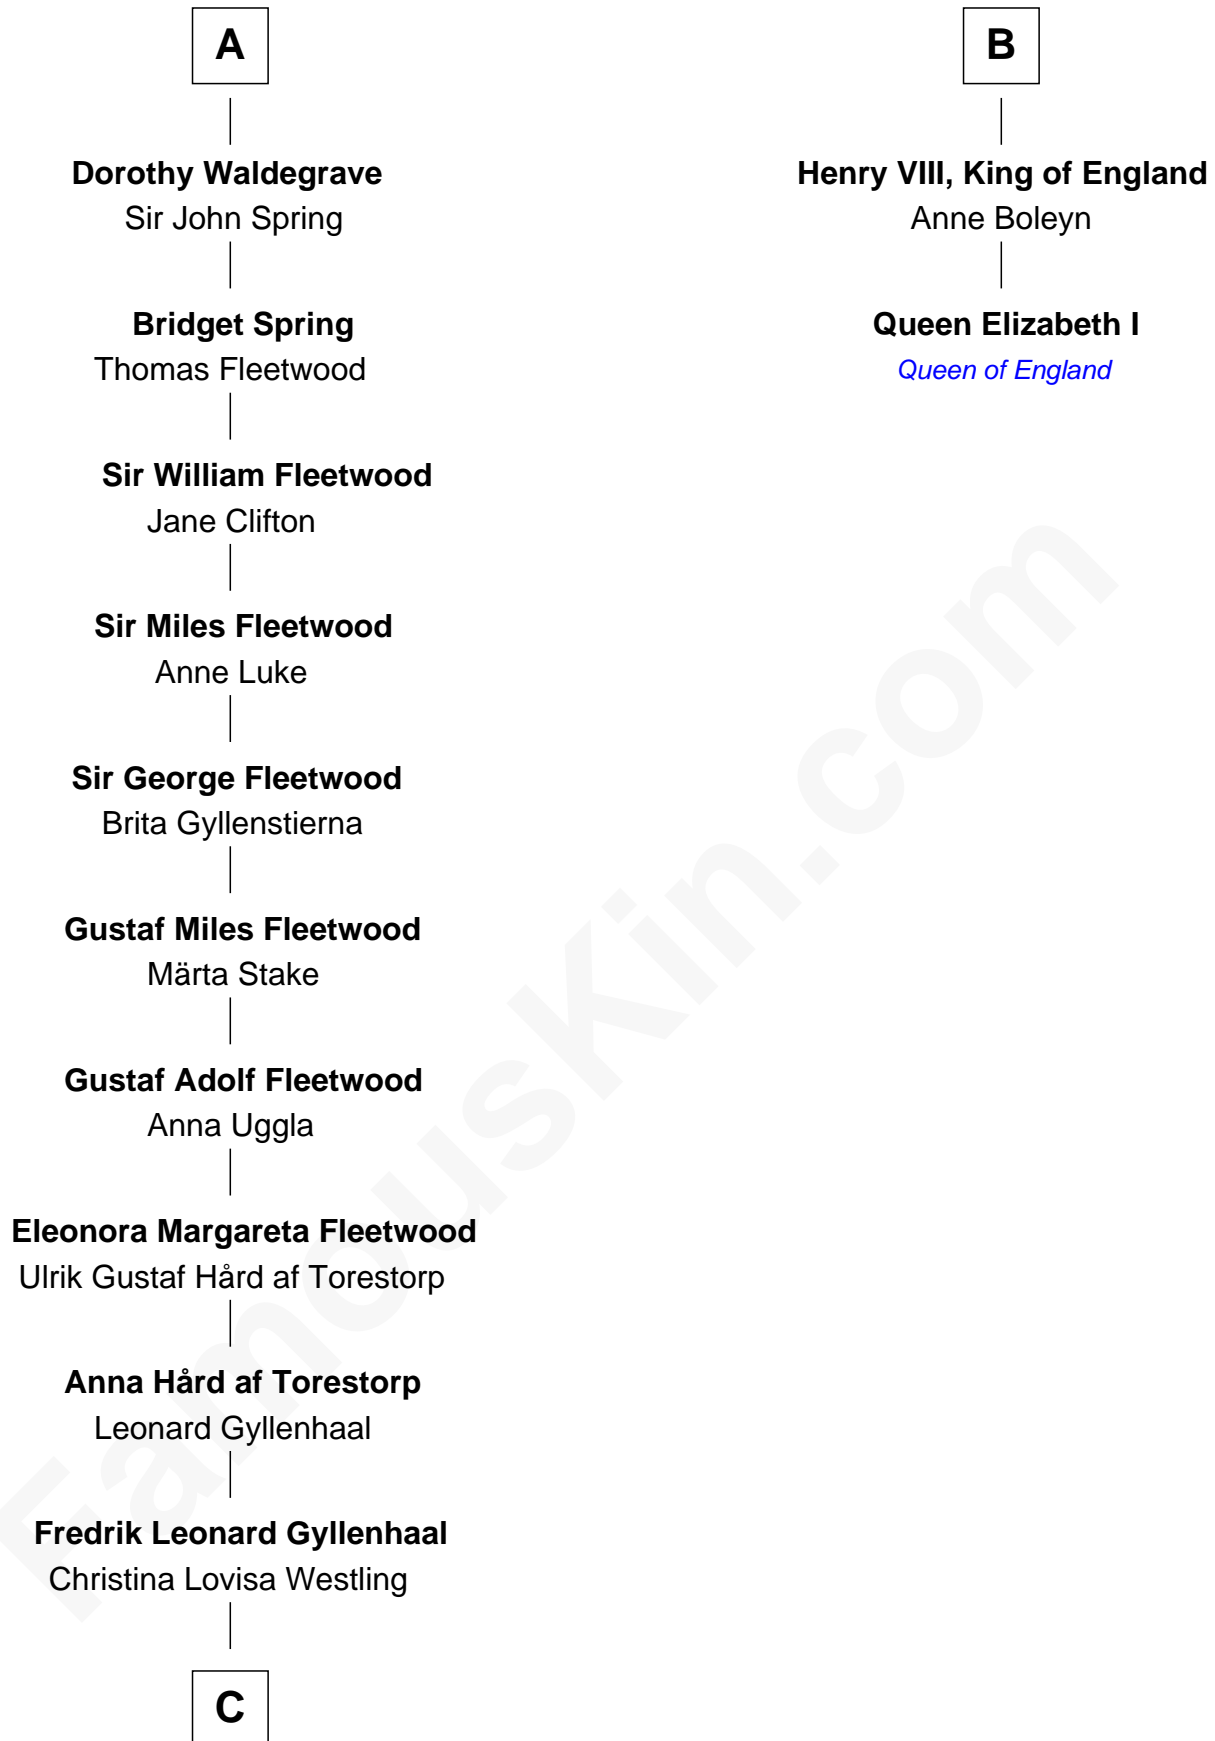 A
Dorothy Waldegrave
Sir John Spring
Bridget Spring
Thomas Fleetwood
Sir William Fleetwood
Jane Clifton
Sir Miles Fleetwood
Anne Luke
Sir George Fleetwood
Brita Gyllenstierna
Gustaf Miles Fleetwood
Märta Stake
Gustaf Adolf Fleetwood
Anna Uggla
Eleonora Margareta Fleetwood
Ulrik Gustaf Hård af Torestorp
Anna Hård af Torestorp
Leonard Gyllenhaal
Fredrik Leonard Gyllenhaal
Christina Lovisa Westling
C
B
Henry VIII, King of England
Anne Boleyn
Queen Elizabeth I
Queen of England
FamousKin.com